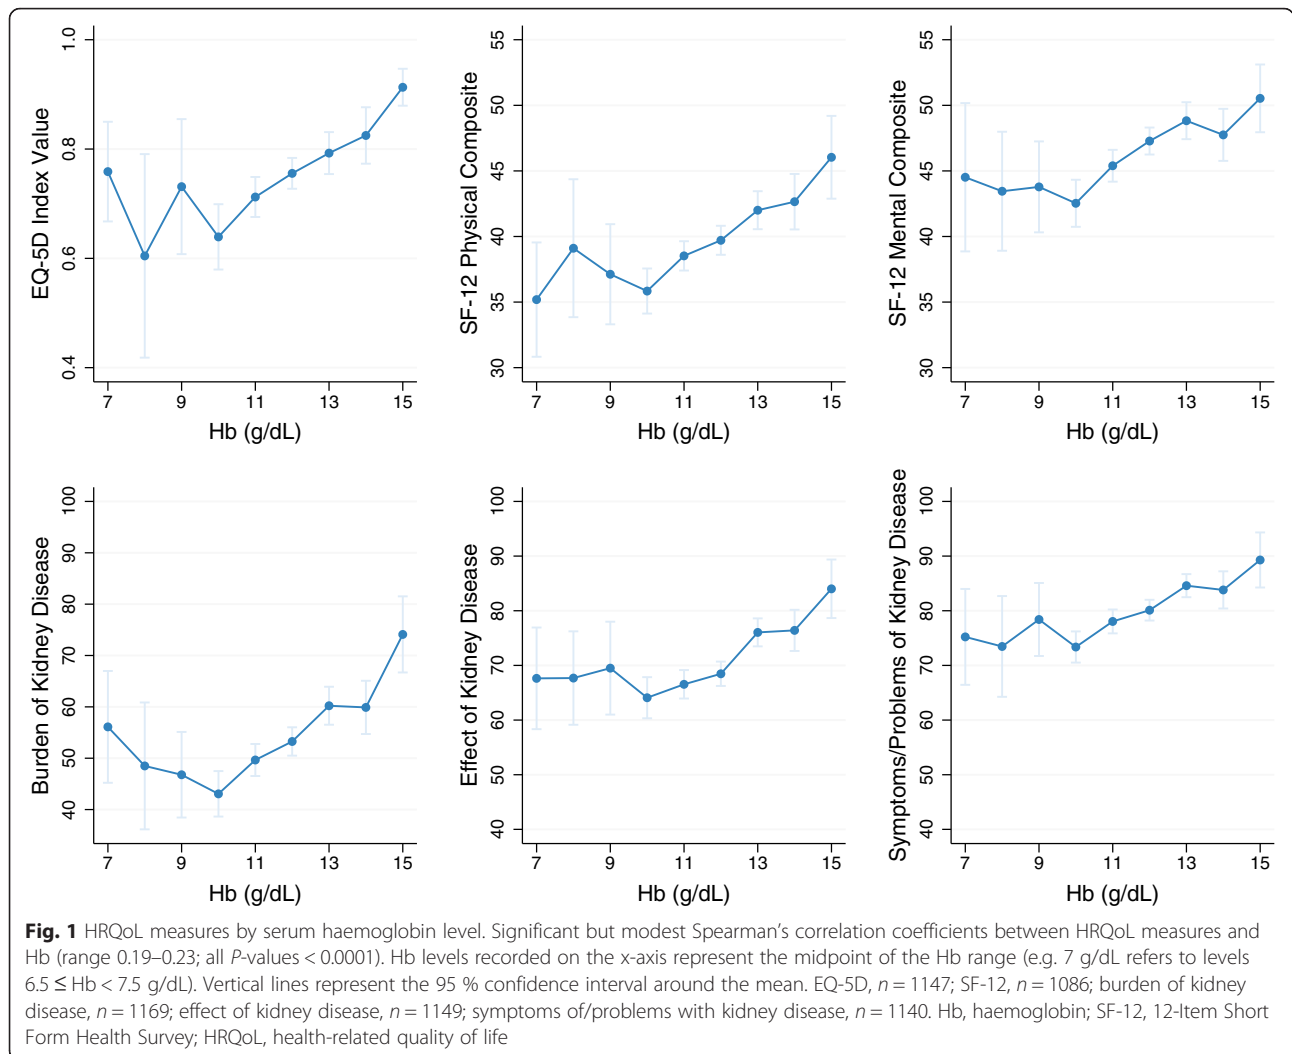 EQ-5D Index Value
1.0
0.8
0.6
0.4
7 9 11 13 15
Hb (g/dL)
SF-12 Physical Composite
55
50
45
40
35
30
7 9 11 13 15
Hb (g/dL)
SF-12 Mental Composite
55
50
45
40
35
30
7 9 11 13 15
Hb (g/dL)
Burden of Kidney Disease
100
90
80
70
60
50
40
7 9 11 13 15
Hb (g/dL)
Effect of Kidney Disease
100
90
80
70
60
50
40
7 9 11 13 15
Hb (g/dL)
Symptoms/Problems of Kidney Disease
100
90
80
70
60
50
40
7 9 11 13 15
Hb (g/dL)
Fig. 1 HRQoL measures by serum haemoglobin level. Significant but modest Spearman's correlation coefficients between HRQoL measures and
Hb (range 0.19–0.23; all P-values < 0.0001). Hb levels recorded on the x-axis represent the midpoint of the Hb range (e.g. 7 g/dL refers to levels
6.5 ≤ Hb < 7.5 g/dL). Vertical lines represent the 95 % confidence interval around the mean. EQ-5D, n = 1147; SF-12, n = 1086; burden of kidney
disease, n = 1169; effect of kidney disease, n = 1149; symptoms of/problems with kidney disease, n = 1140. Hb, haemoglobin; SF-12, 12-Item Short
Form Health Survey; HRQoL, health-related quality of life